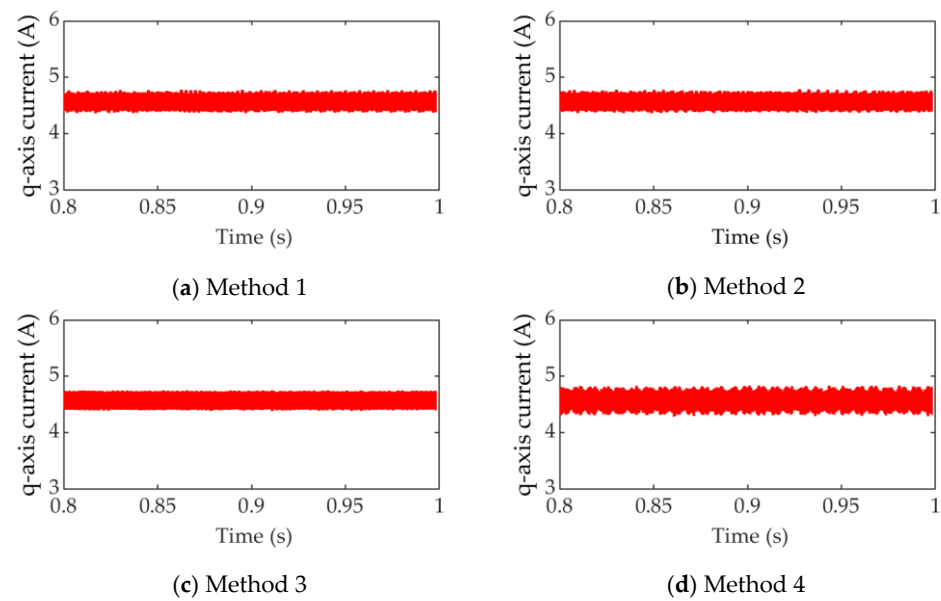 q-axis current (A)
6
5
4
3
0.8 0.85 0.9 0.95 1
Time (s)
(a) Method 1
q-axis current (A)
6
5
4
3
0.8 0.85 0.9 0.95 1
Time (s)
(b) Method 2
q-axis current (A)
6
5
4
3
0.8 0.85 0.9 0.95 1
Time (s)
(c) Method 3
q-axis current (A)
6
5
4
3
0.8 0.85 0.9 0.95 1
Time (s)
(d) Method 4